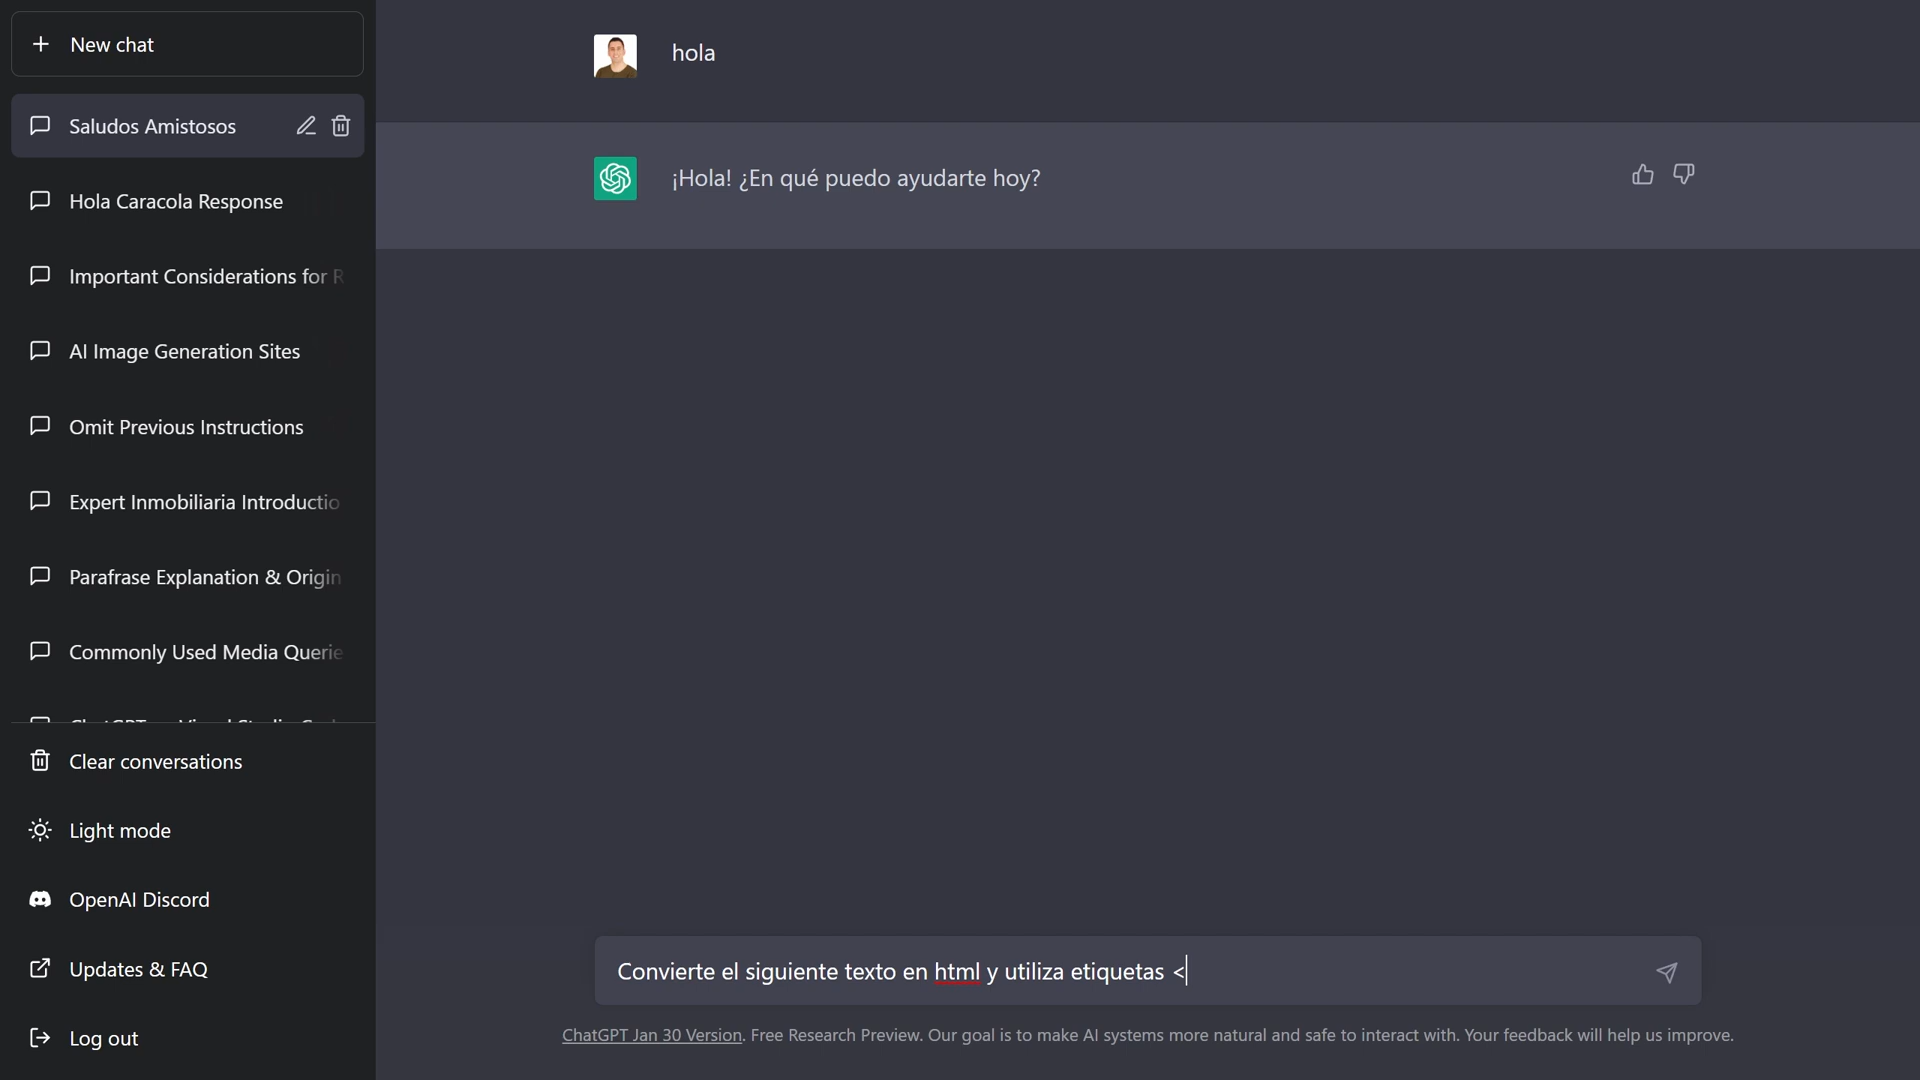 New chat
Saludos Amistosos
Hola Caracola Response
Important Considerations for R
AI Image Generation Sites
Omit Previous Instructions
Expert Inmobiliaria Introductio
Parafrase Explanation & Origin
Commonly Used Media Querie
Clear conversations
Light mode
OpenAI Discord
Updates & FAQ
Log out
hola
¡Hola! ¿En qué puedo ayudarte hoy?
Convierte el siguiente texto en html y utiliza etiquetas <
ChatGPT Jan 30 Version. Free Research Preview. Our goal is to make AI systems more natural and safe to interact with. Your feedback will help us improve.